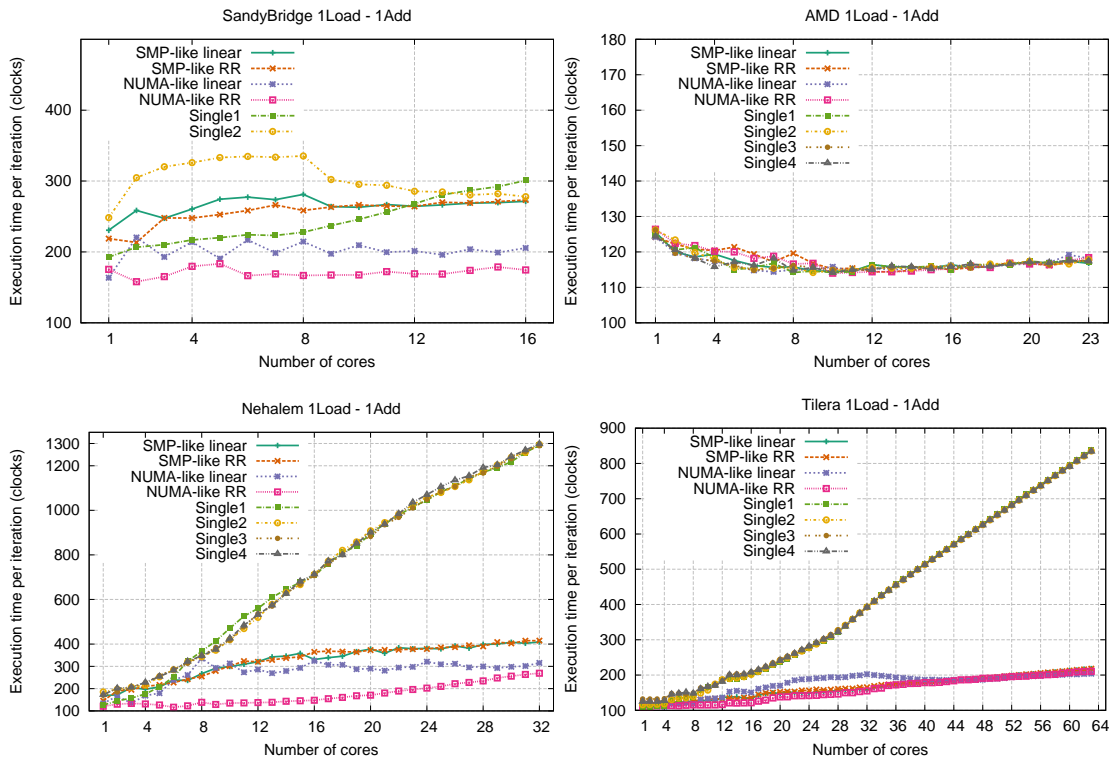 SandyBridge 1Load - 1Add
Execution time per iteration (clocks)
SMP-like linear
SMP-like RR
NUMA-like linear
NUMA-like RR
Single1
Single2
400
300
200
100
1 4 8 12 16
Number of cores
AMD 1Load - 1Add
Execution time per iteration (clocks)
SMP-like linear
SMP-like RR
NUMA-like linear
NUMA-like RR
Single1
Single2
Single3
Single4
180
170
160
150
140
130
120
110
100
1 4 8 12 16 20 23
Number of cores
Nehalem 1Load - 1Add
Execution time per iteration (clocks)
SMP-like linear
SMP-like RR
NUMA-like linear
NUMA-like RR
Single1
Single2
Single3
Single4
1300
1200
1000
800
600
400
300
200
100
1 4 8 12 16 20 24 28 32
Number of cores
Tilera 1Load - 1Add
Execution time per iteration (clocks)
SMP-like linear
SMP-like RR
NUMA-like linear
NUMA-like RR
Single1
Single2
Single3
Single4
900
800
700
600
500
400
300
200
100
1 4 8 12 16 20 24 28 32 36 40 44 48 52 56 60 64
Number of cores